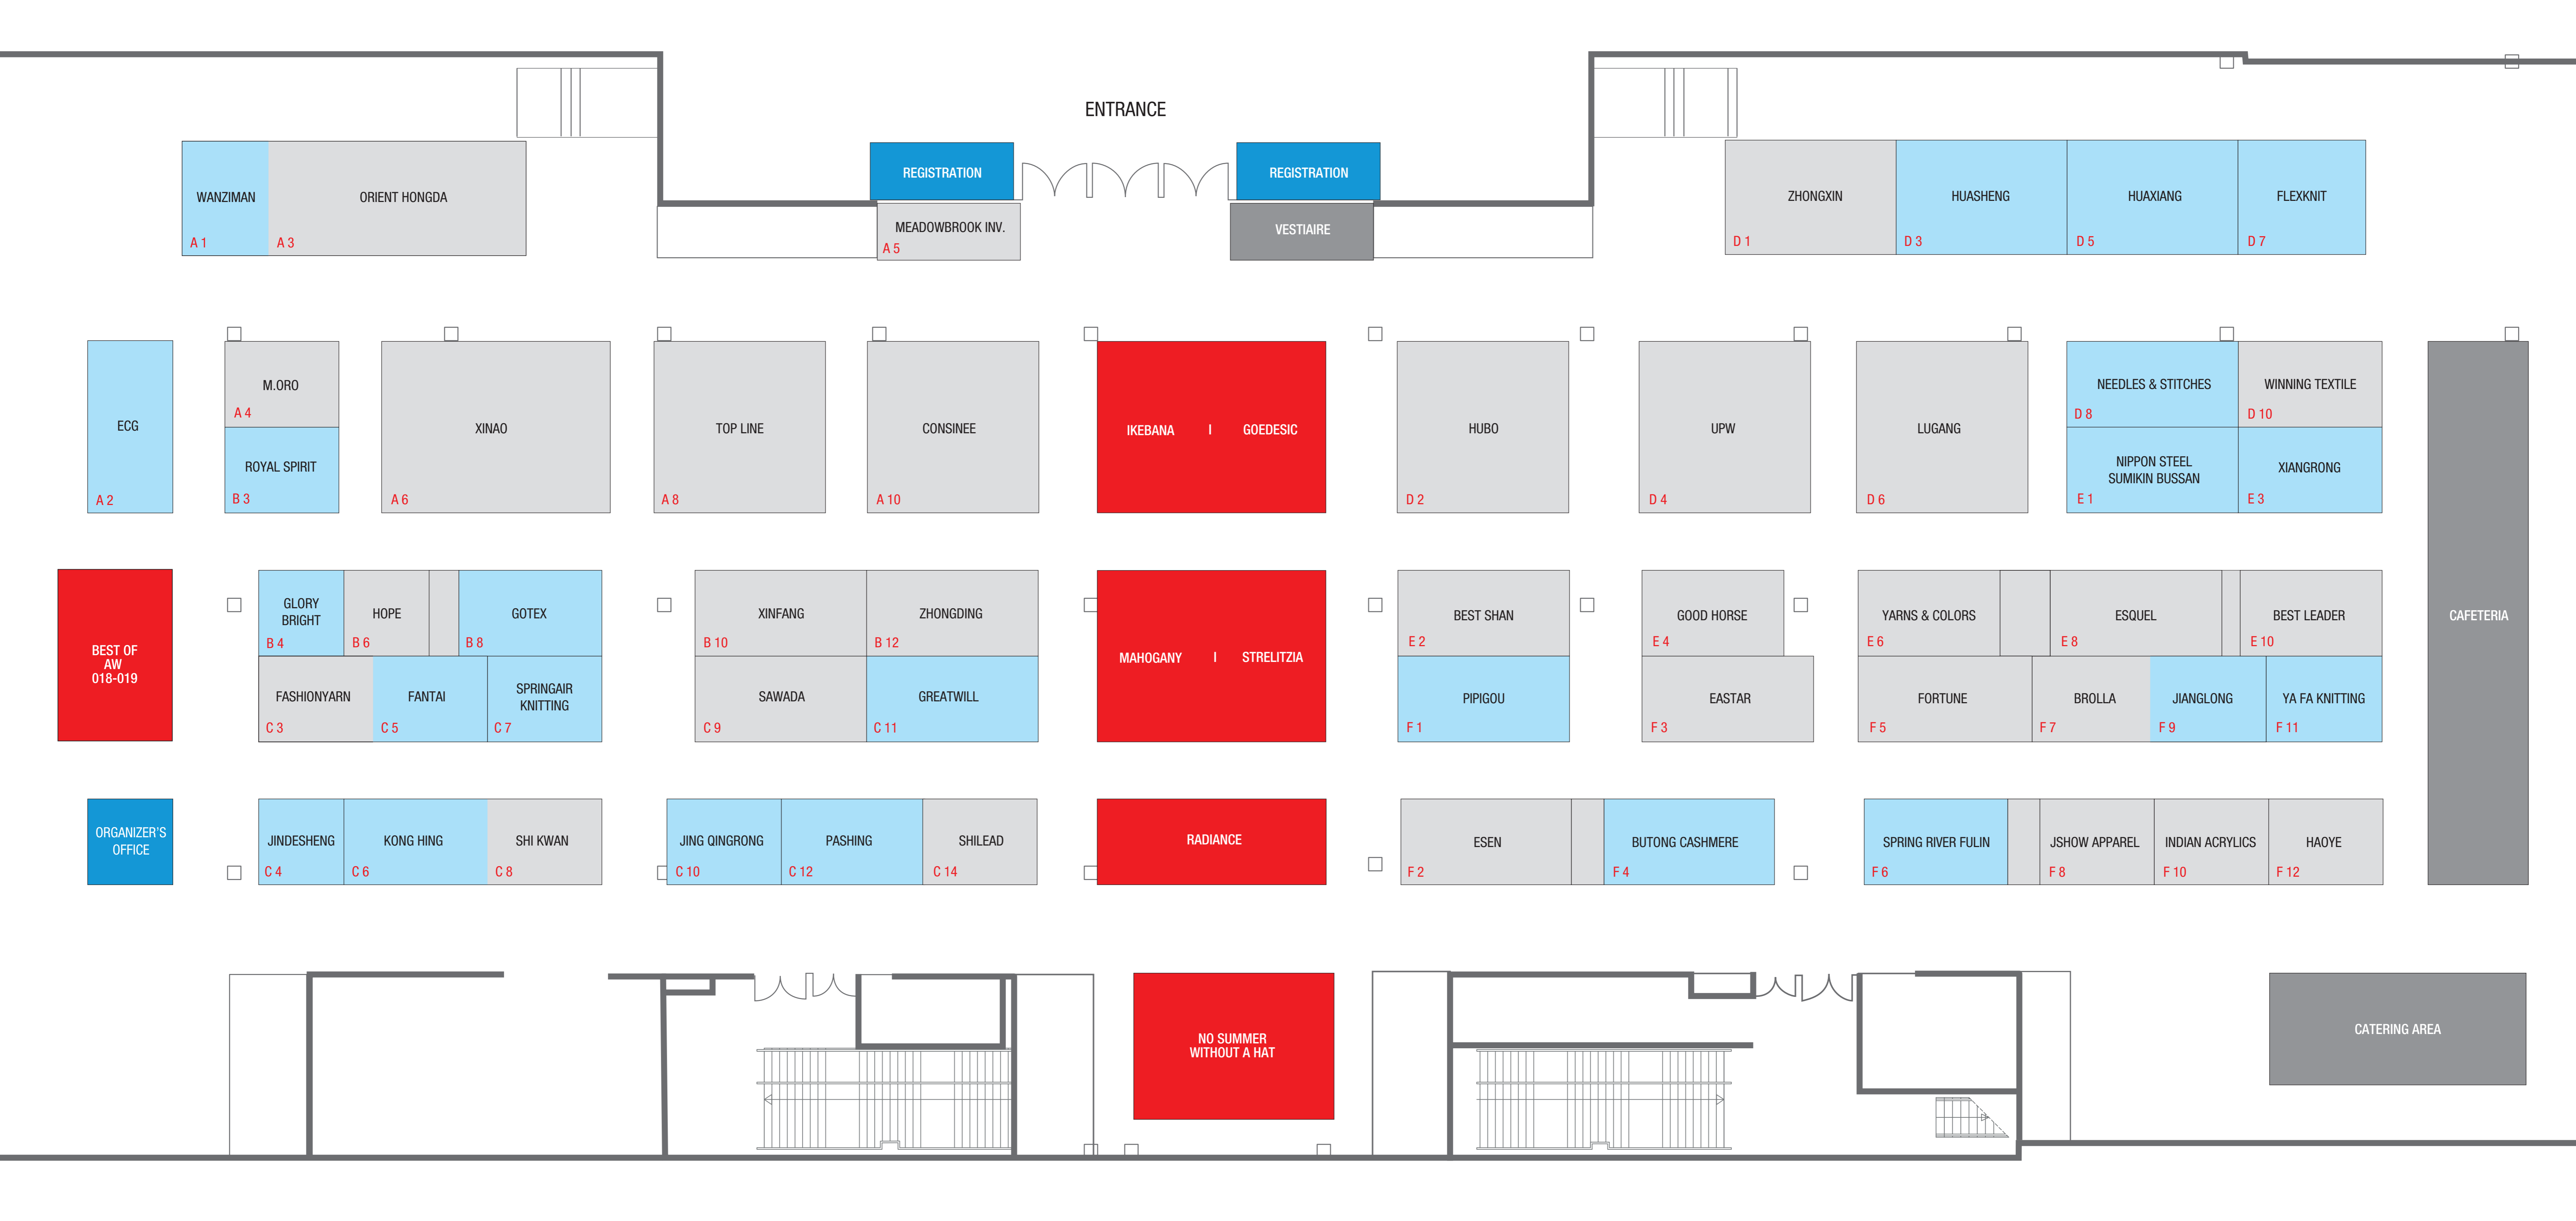 ENTRANCE
REGISTRATION
REGISTRATION
WANZIMAN
A 1
ORIENT HONGDA
A 3
MEADOWBROOK INV.
A 5
VESTIAIRE
ZHONGXIN
D 1
HUASHENG
D 3
HUAXIANG
D 5
FLEXKNIT
D 7
ECG
A 2
M.ORO
A 4
ROYAL SPIRIT
B 3
XINAO
A 6
TOP LINE
A 8
CONSINEE
A 10
IKEBANA I GOEDESIC
HUBO
D 2
UPW
D 4
LUGANG
D 6
NEEDLES & STITCHES
D 8
WINNING TEXTILE
D 10
NIPPON STEEL
SUMIKIN BUSSAN
E 1
XIANGRONG
E 3
CAFETERIA
BEST OF
AW
018-019
GLORY
BRIGHT
B 4
HOPE
B 6
GOTEX
B 8
FASHIONYARN
C 3
FANTAI
C 5
SPRINGAIR
KNITTING
C 7
XINFANG
B 10
ZHONGDING
B 12
SAWADA
C 9
GREATWILL
C 11
MAHOGANY I STRELITZIA
BEST SHAN
E 2
PIPIGOU
F 1
GOOD HORSE
E 4
EASTAR
F 3
YARNS & COLORS
E 6
ESQUEL
E 8
BEST LEADER
E 10
FORTUNE
F 5
BROLLA
F 7
JIANGLONG
F 9
YA FA KNITTING
F 11
ORGANIZER'S
OFFICE
JINDESHENG
C 4
KONG HING
C 6
SHI KWAN
C 8
JING QINGRONG
C 10
PASHING
C 12
SHILEAD
C 14
RADIANCE
ESEN
F 2
BUTONG CASHMERE
F 4
SPRING RIVER FULIN
F 6
JSHOW APPAREL
F 8
INDIAN ACRYLICS
F 10
HAOYE
F 12
NO SUMMER
WITHOUT A HAT
CATERING AREA